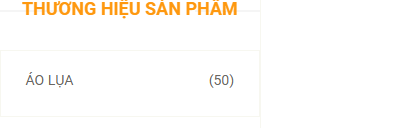 THƯƠNG HIỆU SẢN PHẨM
ÁO LỤA (50)